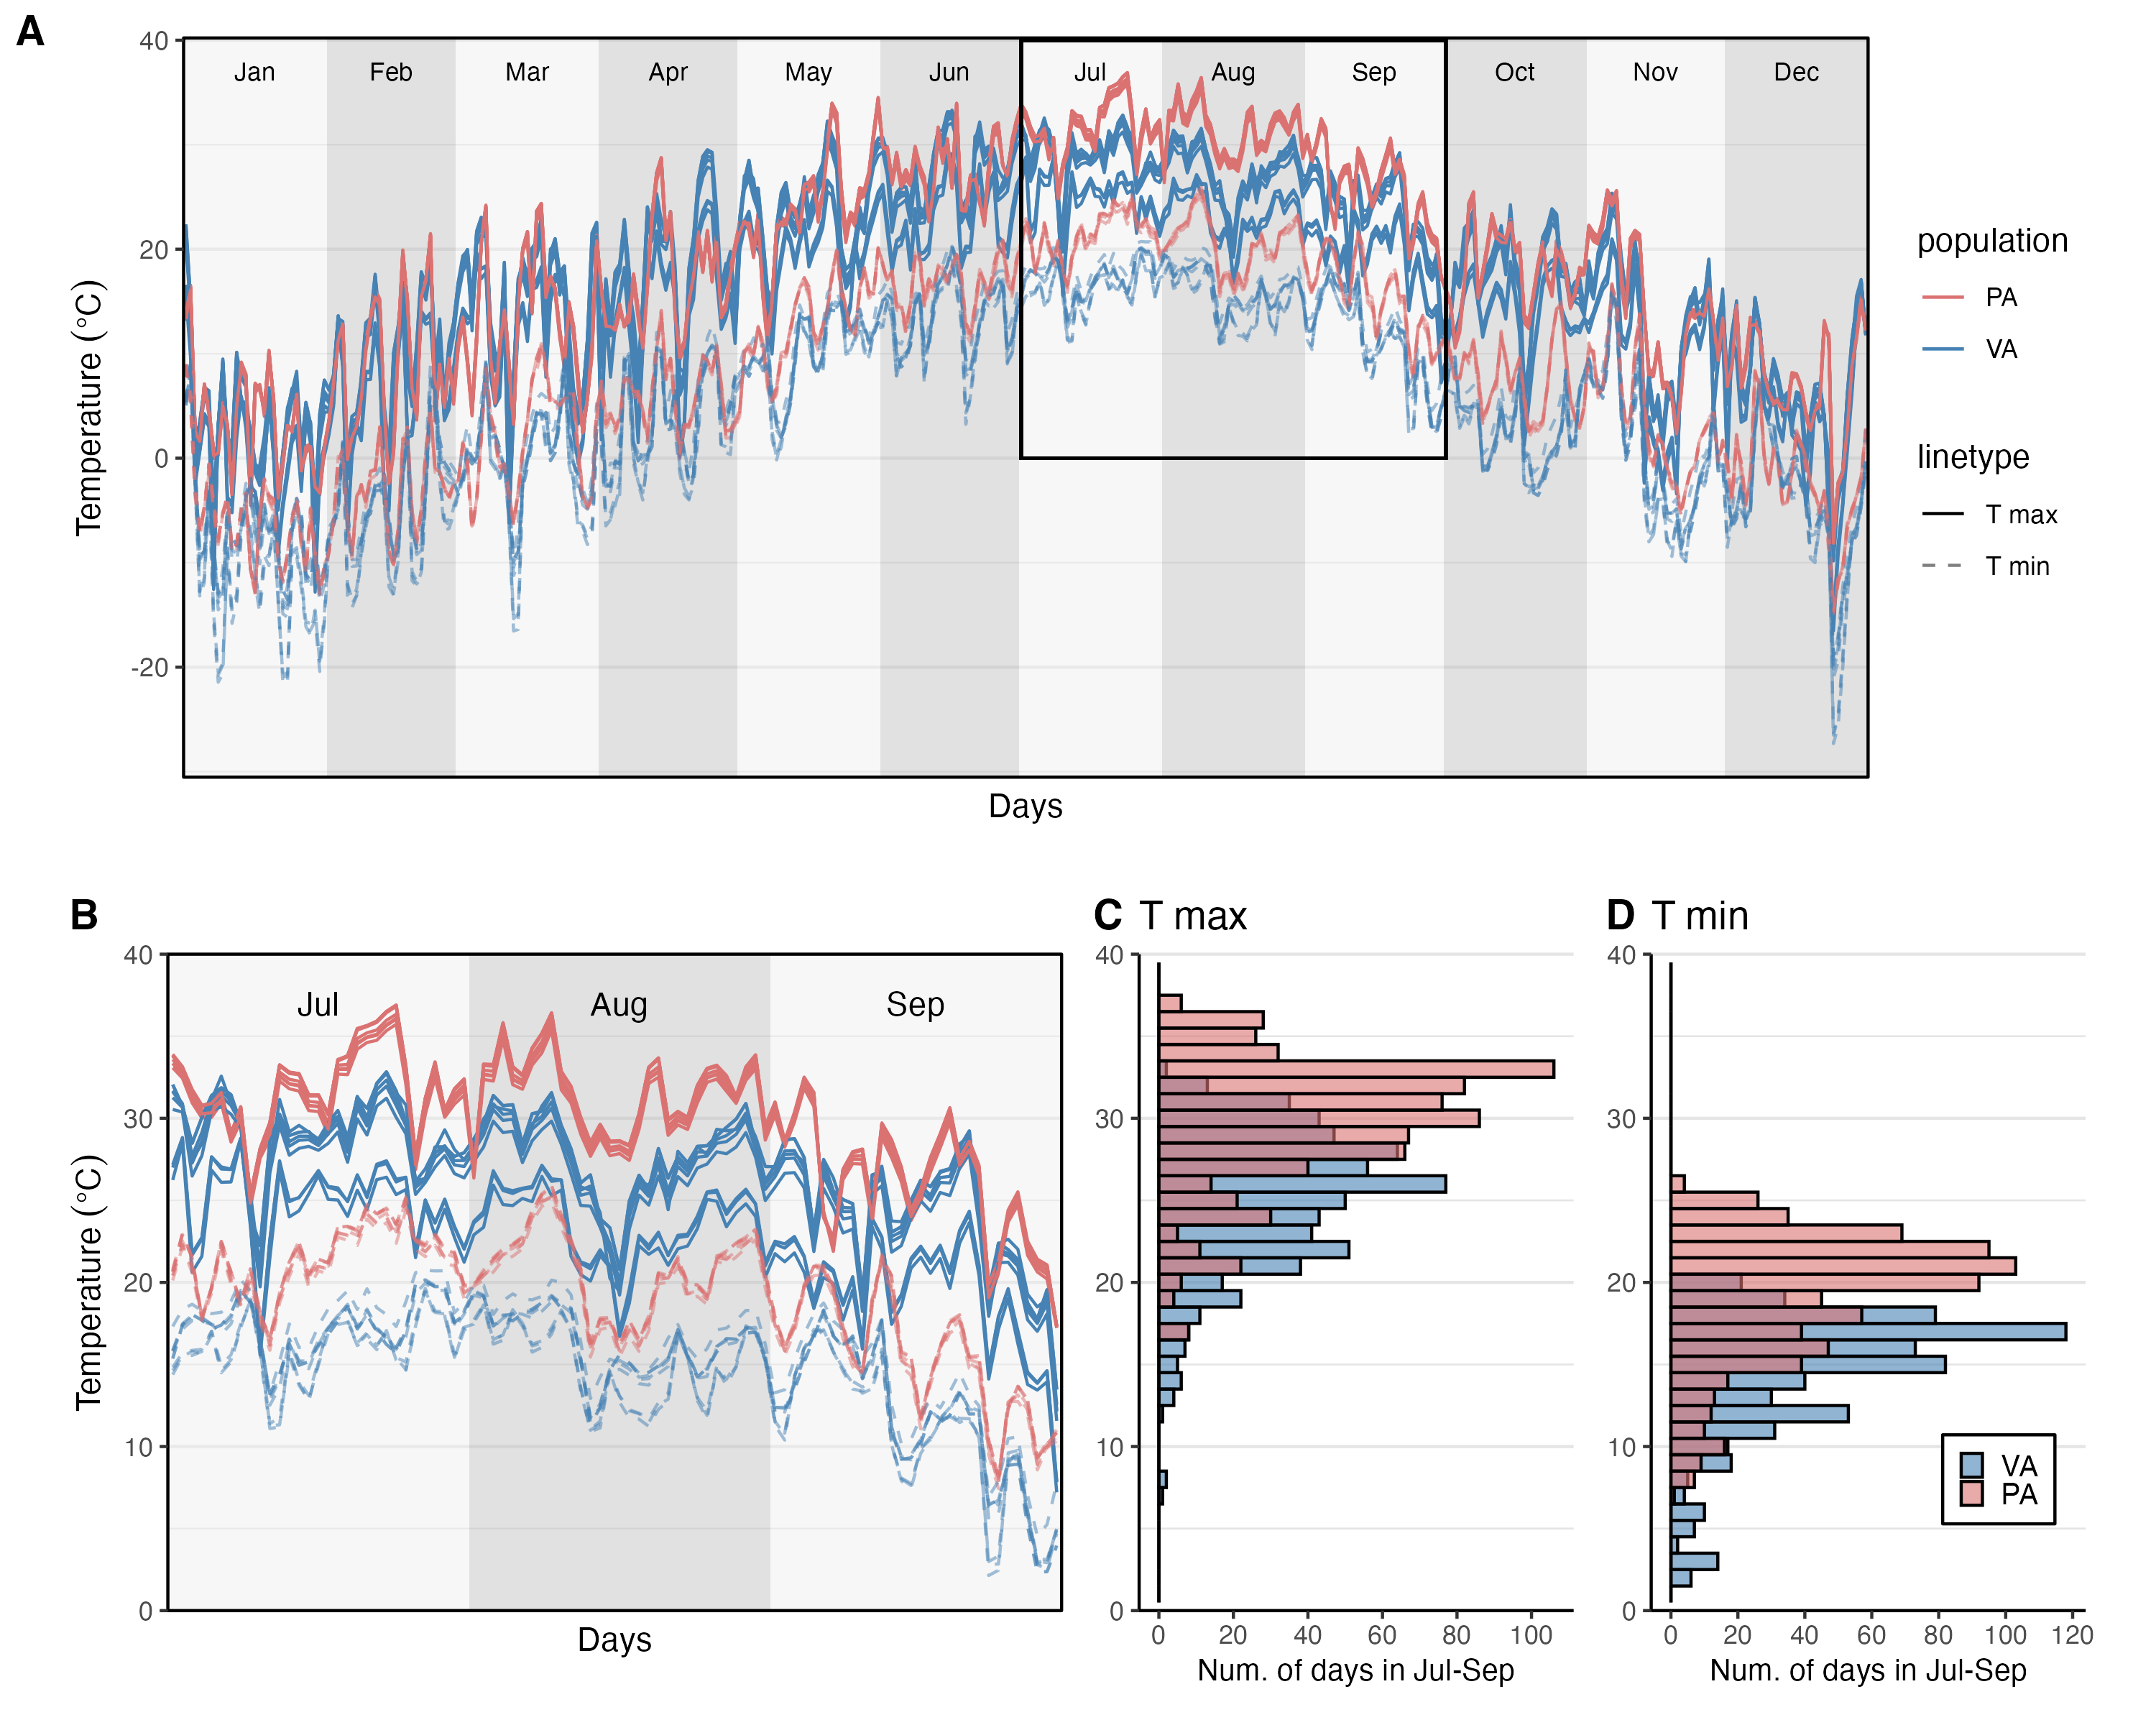 A
40
20
0
-20
Temperature (°C)
Jan Feb Mar Apr May Jun Jul Aug Sep Oct Nov Dec
Days
population
PA
VA
linetype
T max
T min
B
40
30
20
10
0
Temperature (°C)
Jul Aug Sep
Days
C T max
40
30
20
10
0
0 20 40 60 80 100
Num. of days in Jul-Sep
D T min
40
30
20
10
0
VA
PA
0 20 40 60 80 100 120
Num. of days in Jul-Sep